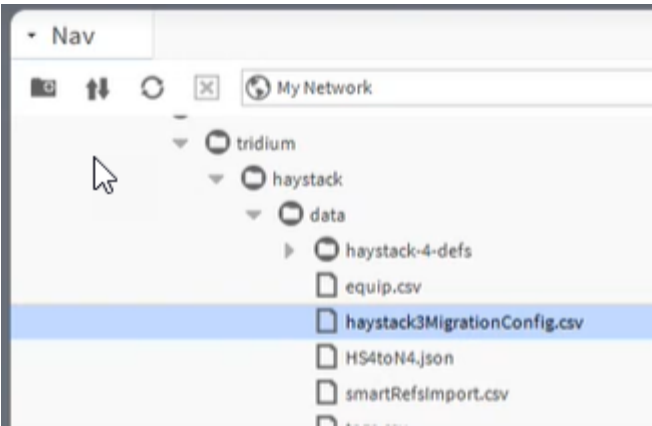 Nav
My Network
tridium
haystack
data
haystack-4-defs
equip.csv
haystack3MigrationConfig.csv
HS4toN4.json
smartRefsImport.csv